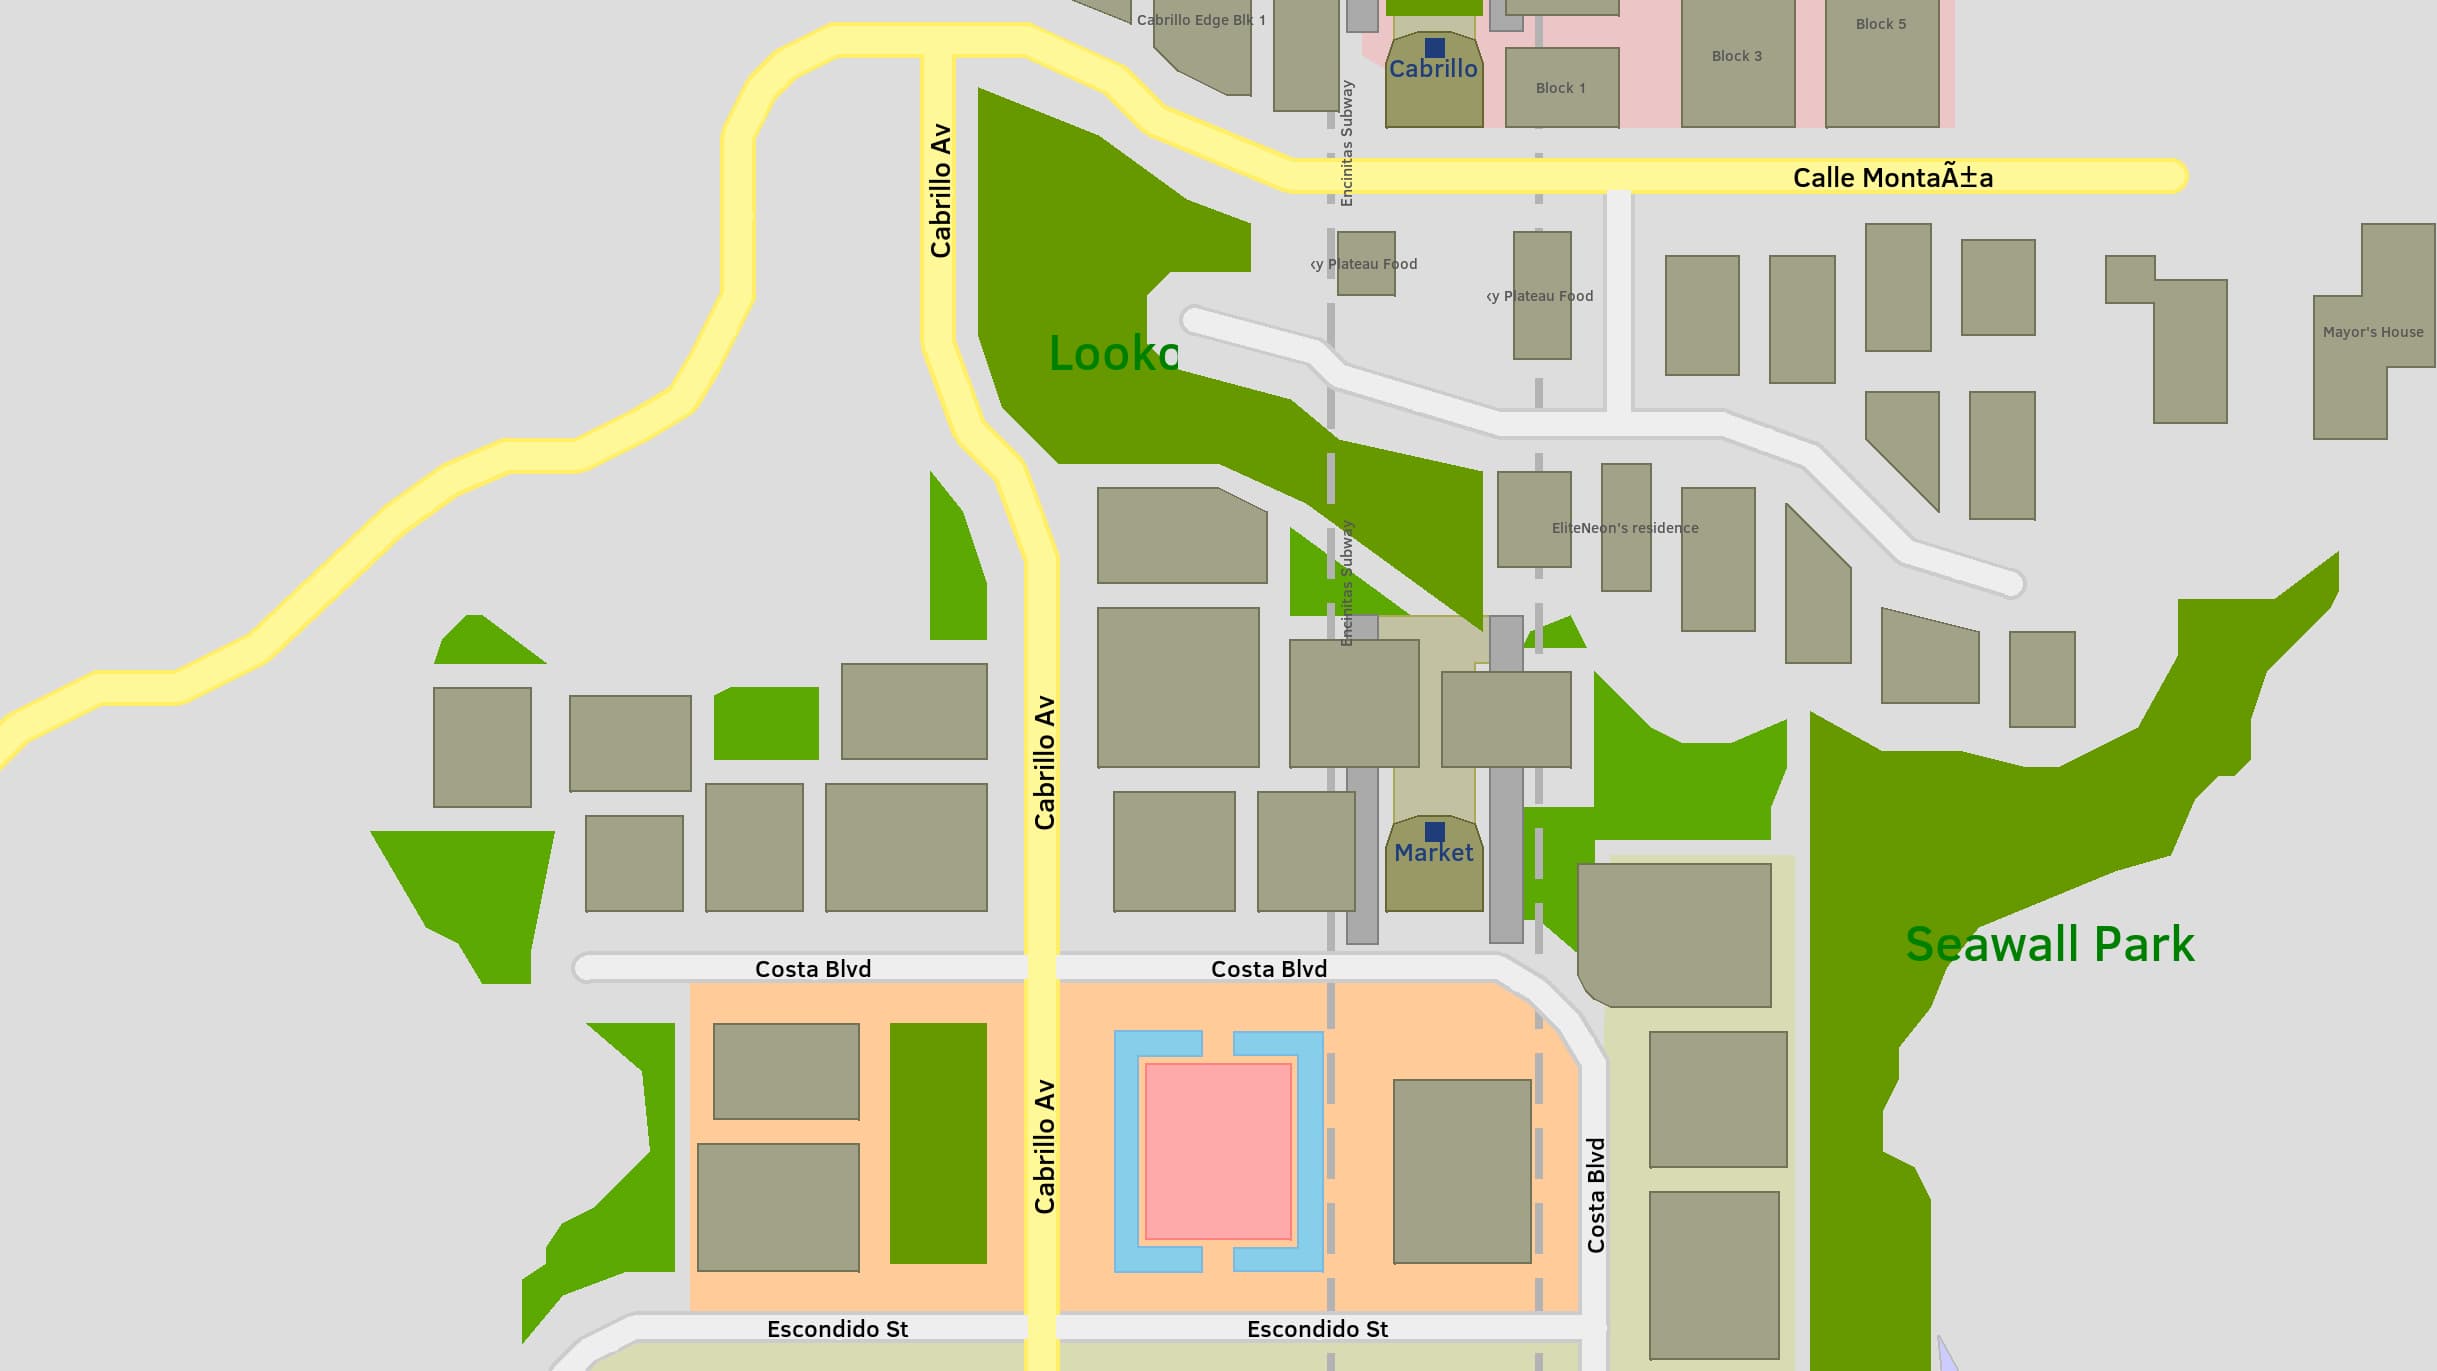 Cabrillo Edge Blk 1
Block 5
Block 3
Cabrillo
Block 1
Encinitas Subway
Cabrillo Av
Calle MontaÃ±a
ky Plateau Food
ky Plateau Food
Mayor's House
Looko
EliteNeon's residence
Encinitas Subway
Cabrillo Av
Market
Seawall Park
Costa Blvd
Costa Blvd
Cabrillo Av
Costa Blvd
Escondido St
Escondido St